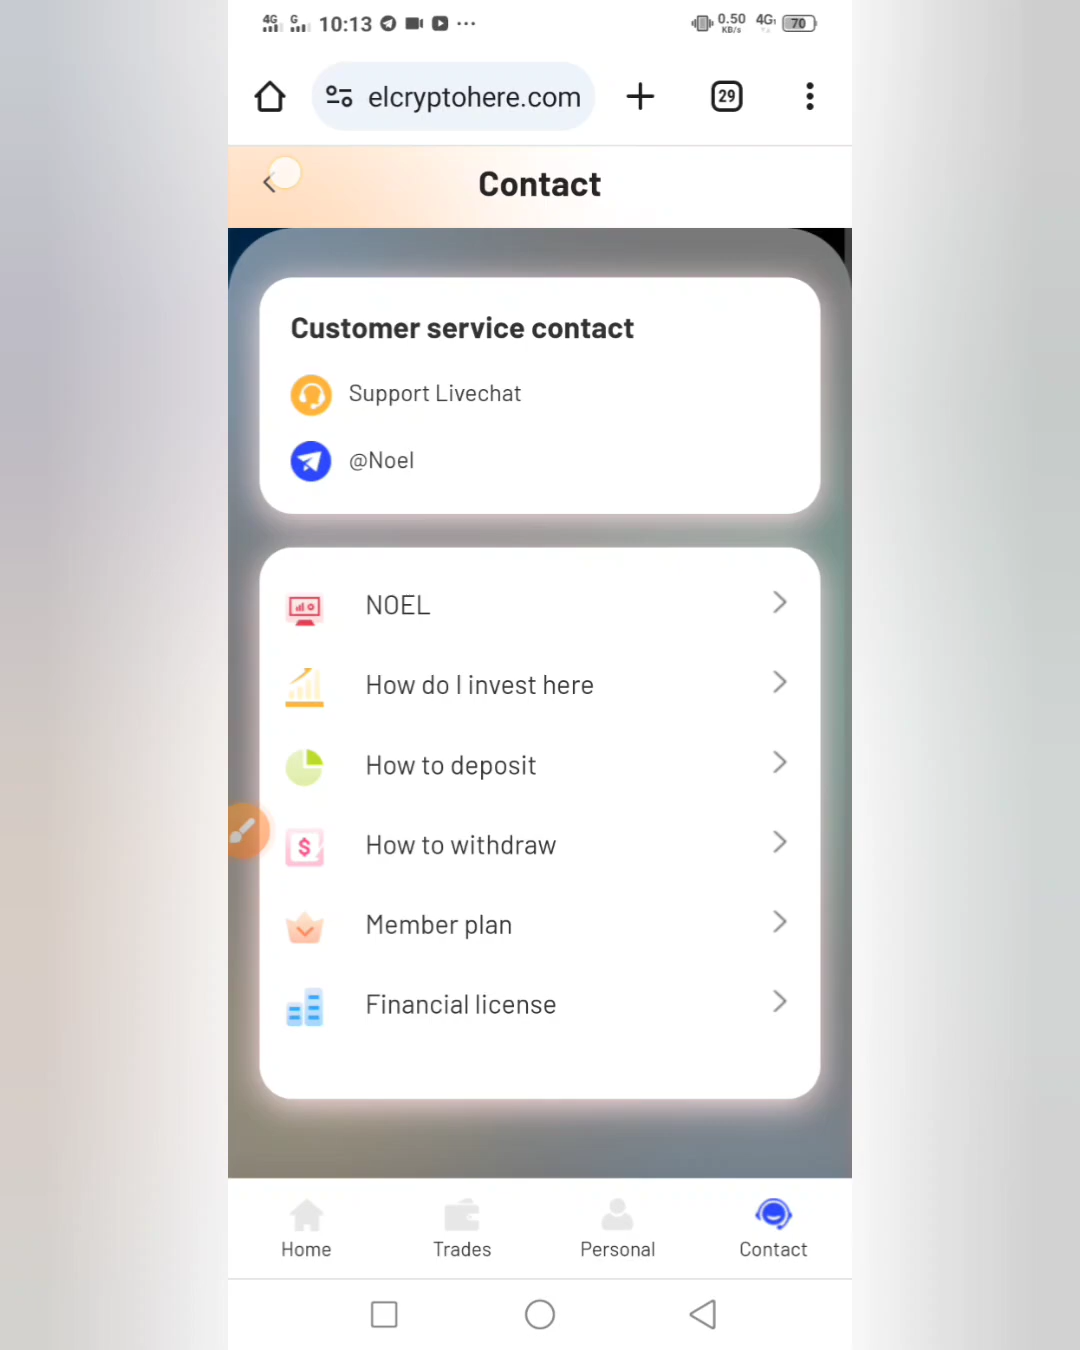 4G G 10:13 ... 0.50 KB/s 4G 70
elcryptohere.com 29
Contact
Customer service contact
Support Livechat
@Noel
NOEL
How do I invest here
How to deposit
How to withdraw
Member plan
Financial license
Home Trades Personal Contact